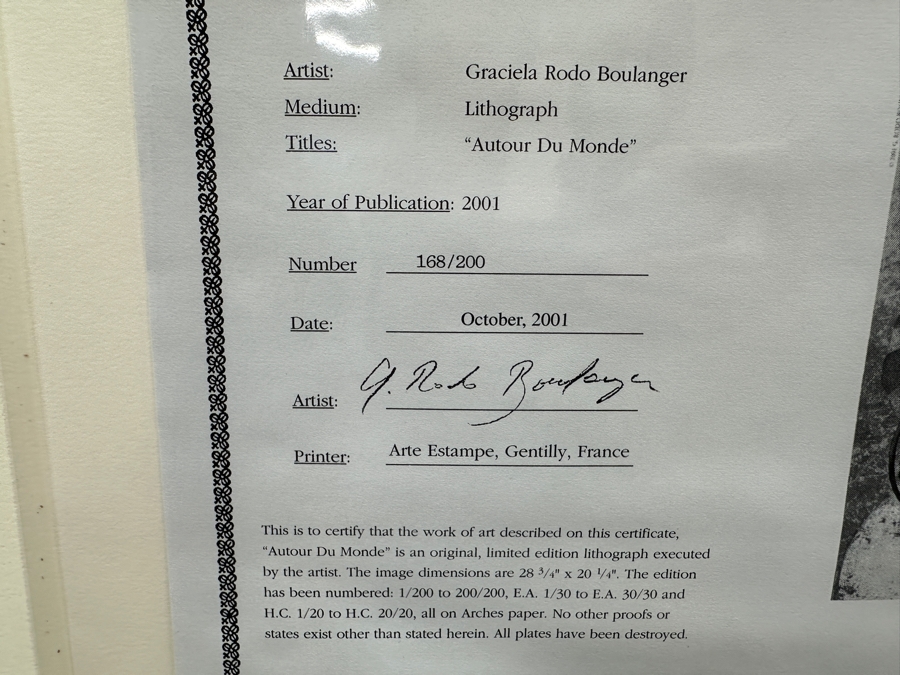 Artist: Graciela Rodo Boulanger
Medium: Lithograph
Titles: “Autour Du Monde”
Year of Publication: 2001
Number 168/200
Date: October, 2001
Artist: G. Rodo Boulanger
Printer: Arte Estampe, Gentilly, France
This is to certify that the work of art described on this certificate,
“Autour Du Monde” is an original, limited edition lithograph executed
by the artist. The image dimensions are 28 3/4" x 20 1/4". The edition
has been numbered: 1/200 to 200/200, E.A. 1/30 to E.A. 30/30 and
H.C. 1/20 to H.C. 20/20, all on Arches paper. No other proofs or
states exist other than stated herein. All plates have been destroyed.